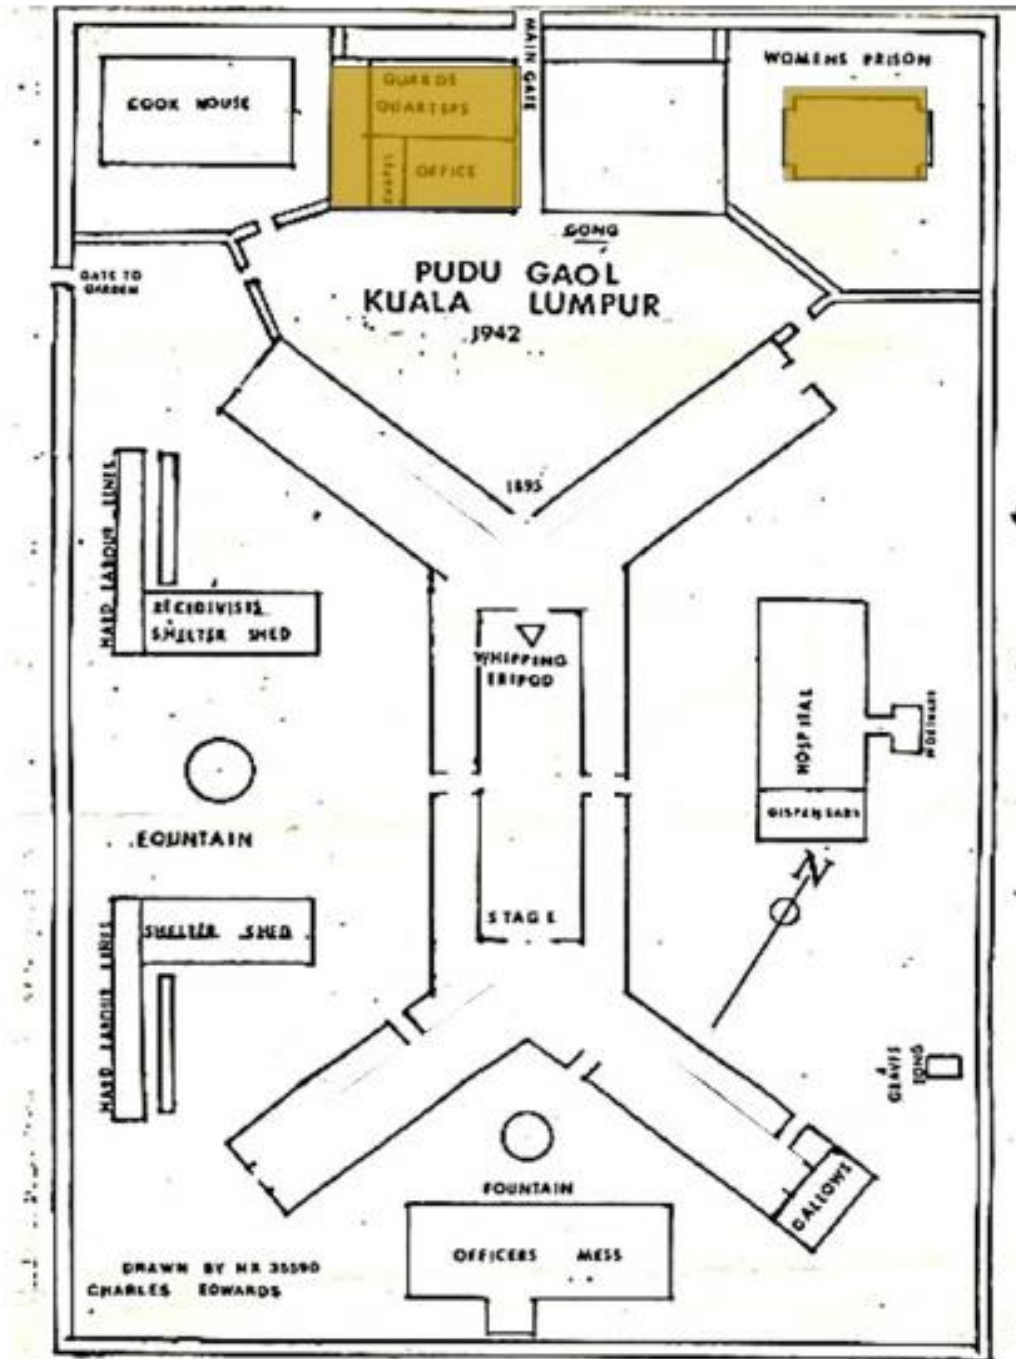 MAIN GATE
WOMENS PRISON
COOK HOUSE
GUARDS
QUARTERS
OFFICE
GONG
GATE TO
GARDEN
PUDU GAOL
KUALA LUMPUR
1942
1895
HARD LABOUR LINES
RECIDIVISTS
SHELTER SHED
WHIPPING
TRIPOD
HOSPITAL
DISPENSARY
FOUNTAIN
N
STAGE
HARD LABOUR LINES
SHELTER SHED
FOUNTAIN
GALLOWS
OFFICERS MESS
DRAWN BY NX 35590
CHARLES EDWARDS